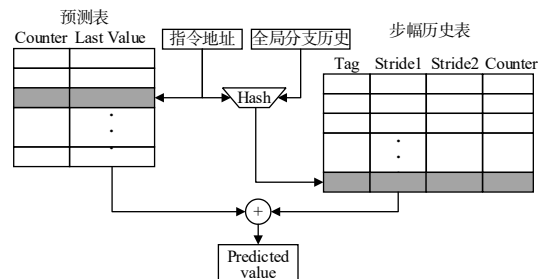 预测表
Counter Last Value
指令地址
全局分支历史
步幅历史表
Tag Stride1 Stride2 Counter
Hash
+
Predicted
value